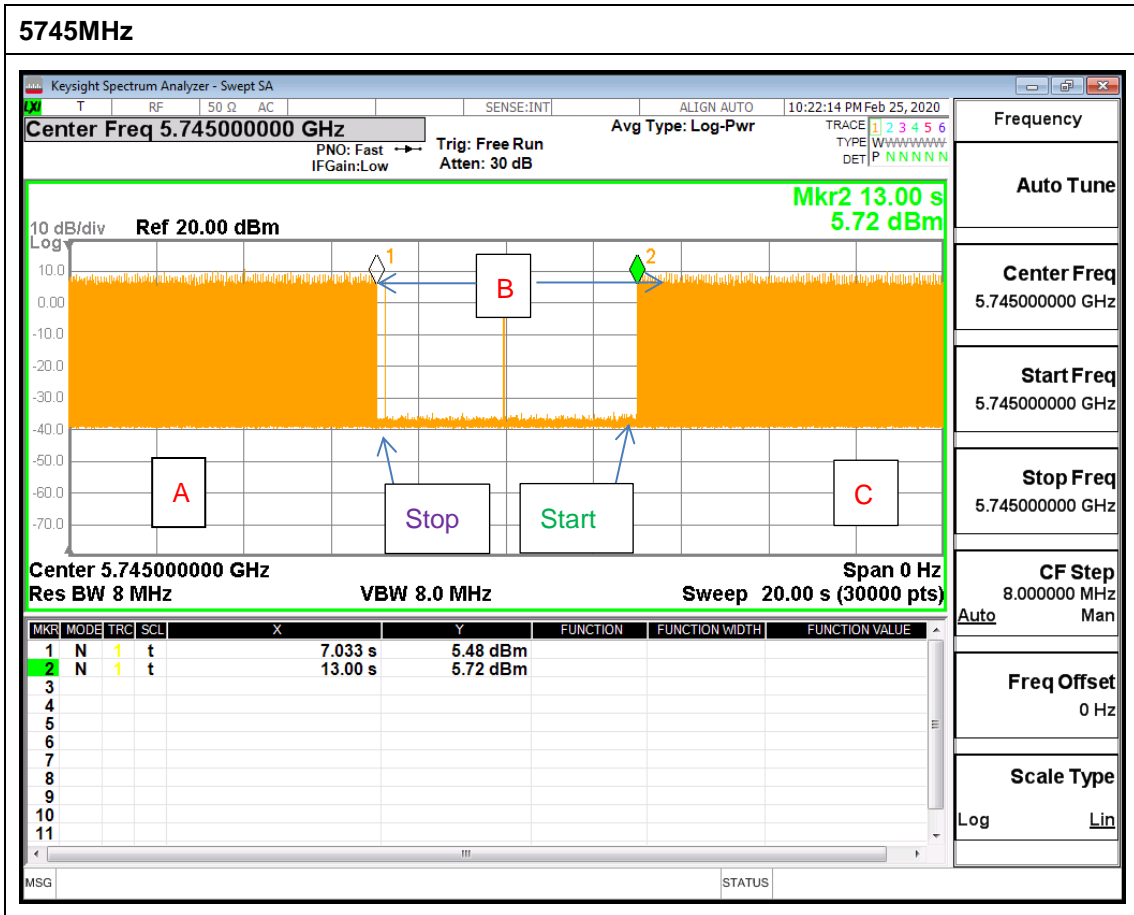 5745MHz
Keysight Spectrum Analyzer - Swept SA
LXI T RF 50 Ω AC SENSE:INT ALIGN AUTO 10:22:14 PM Feb 25, 2020
Center Freq 5.745000000 GHz
PNO: Fast
IFGain:Low
Trig: Free Run
Atten: 30 dB
Avg Type: Log-Pwr
TRACE 1 2 3 4 5 6
TYPE WWWWWW
DET P N N N N N
Mkr2 13.00 s
5.72 dBm
10 dB/div Ref 20.00 dBm
Log
10.0
0.00
-10.0
-20.0
-30.0
-40.0
-50.0
-60.0
-70.0
1
2
B
A
C
Stop
Start
Center 5.745000000 GHz Span 0 Hz
Res BW 8 MHz VBW 8.0 MHz Sweep 20.00 s (30000 pts)
MKR MODE TRC SCL X Y FUNCTION FUNCTION WIDTH FUNCTION VALUE
1 N 1 t 7.033 s 5.48 dBm
2 N 1 t 13.00 s 5.72 dBm
3
4
5
6
7
8
9
10
11
MSG STATUS
Frequency
Auto Tune
Center Freq
5.745000000 GHz
Start Freq
5.745000000 GHz
Stop Freq
5.745000000 GHz
CF Step
8.000000 MHz
Auto Man
Freq Offset
0 Hz
Scale Type
Log Lin